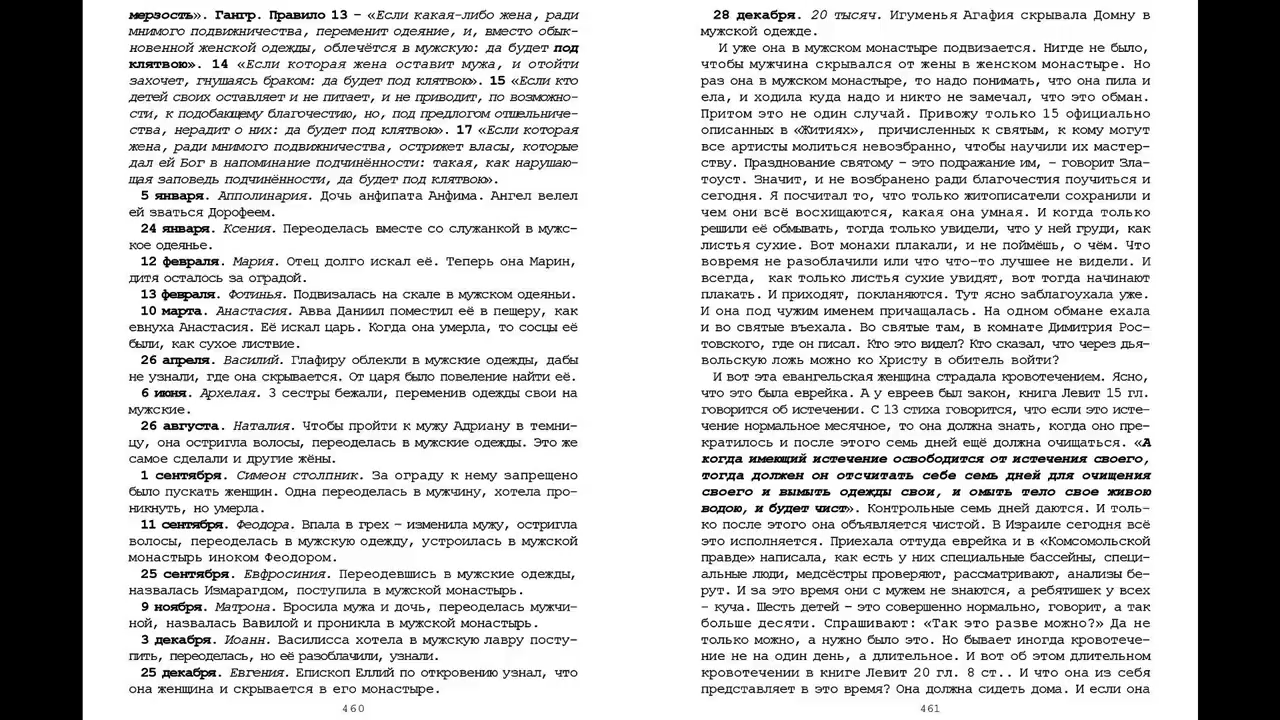 мерзость». Гангр. Правило 13 – «Если какая-либо жена, ради
мнимого подвижничества, переменит одеяние, и, вместо обык-
новенной женской одежды, облечётся в мужскую: да будет под
клятвою». 14 «Если которая жена оставит мужа, и отойти
захочет, гнушаясь браком: да будет под клятвою». 15 «Если кто
детей своих оставляет и не питает, и не приводит, по возможно-
сти, к подобающему благочестию, но, под предлогом отшельниче-
ства, нерадит о них: да будет под клятвою». 17 «Если которая
жена, ради мнимого подвижничества, острижет власы, которые
дал ей Бог в напоминание подчинённости: такая, как нарушаю-
щая заповедь подчинённости, да будет под клятвою».
5 января. Апполинария. Дочь анфипата Анфима. Ангел велел
ей зваться Дорофеем.
24 января. Ксения. Переоделась вместе со служанкой в мужс-
кое одеянье.
12 февраля. Мария. Отец долго искал её. Теперь она Марин,
дитя осталось за оградой.
13 февраля. Фотинья. Подвизалась на скале в мужском одеяньи.
10 марта. Анастасия. Авва Даниил поместил её в пещеру, как
евнуха Анастасия. Её искал царь. Когда она умерла, то сосцы её
были, как сухое листвие.
26 апреля. Василий. Глафиру облекли в мужские одежды, дабы
не узнали, где она скрывается. От царя было повеление найти её.
6 июня. Архелая. 3 сестры бежали, переменив одежды свои на
мужские.
26 августа. Наталия. Чтобы пройти к мужу Адриану в темни-
цу, она остригла волосы, переоделась в мужские одежды. Это же
самое сделали и другие жёны.
1 сентября. Симеон столпник. За ограду к нему запрещено
было пускать женщин. Одна переоделась в мужчину, хотела про-
никнуть, но умерла.
11 сентября. Феодора. Впала в грех – изменила мужу, остригла
волосы, переоделась в мужскую одежду, устроилась в мужской
монастырь иноком Феодором.
25 сентября. Евфросиния. Переодевшись в мужские одежды,
назвалась Измарагдом, поступила в мужской монастырь.
9 ноября. Матрона. Бросила мужа и дочь, переоделась мужчи-
ной, назвалась Вавилой и проникла в мужской монастырь.
3 декабря. Иоанн. Василисса хотела в мужскую лавру посту-
пить, переоделась, но её разоблачили, узнали.
25 декабря. Евгения. Епископ Еллий по откровению узнал, что
она женщина и скрывается в его монастыре.
460
28 декабря. 20 тысяч. Игуменья Агафия скрывала Домну в
мужской одежде.
И уже она в мужском монастыре подвизается. Нигде не было,
чтобы мужчина скрывался от жены в женском монастыре. Но
раз она в мужском монастыре, то надо понимать, что она пила и
ела, и ходила куда надо и никто не замечал, что это обман.
Притом это не один случай. Привожу только 15 официально
описанных в «Житиях», причисленных к святым, к кому могут
все артисты молиться невозбранно, чтобы научили их мастер-
ству. Празднование святому – это подражание им, – говорит Зла-
тоуст. Значит, и не возбранено ради благочестия поучиться и
сегодня. Я посчитал то, что только житописатели сохранили и
чем они всё восхищаются, какая она умная. И когда только
решили её обмывать, тогда только увидели, что у ней груди, как
листья сухие. Вот монахи плакали, и не поймёшь, о чём. Что
вовремя не разоблачили или что что-то лучшее не видели. И
всегда, как только листья сухие увидят, вот тогда начинают
плакать. И приходят, покланяются. Тут ясно заблагоухала уже.
И она под чужим именем причащалась. На одном обмане ехала
и во святые въехала. Во святые там, в комнате Димитрия Рос-
товского, где он писал. Кто это видел? Кто сказал, что через дья-
вольскую ложь можно ко Христу в обитель войти?
И вот эта евангельская женщина страдала кровотечением. Ясно,
что это была еврейка. А у евреев был закон, книга Левит 15 гл.
говорится об истечении. С 13 стиха говорится, что если это исте-
чение нормальное месячное, то она должна знать, когда оно пре-
кратилось и после этого семь дней ещё должна очищаться. «А
когда имеющий истечение освободится от истечения своего,
тогда должен он отсчитать себе семь дней для очищения
своего и вымыть одежды свои, и омыть тело свое живою
водою, и будет чист». Контрольные семь дней даются. И толь-
ко после этого она объявляется чистой. В Израиле сегодня всё
это исполняется. Приехала оттуда еврейка и в «Комсомольской
правде» написала, как есть у них специальные бассейны, специ-
альные люди, медсёстры проверяют, рассматривают, анализы бе-
рут. И за это время они с мужем не знаются, а ребятишек у всех
– куча. Шесть детей – это совершенно нормально, говорит, а так
больше десяти. Спрашивают: «Так это разве можно?» Да не
только можно, а нужно было это. Но бывает иногда кровотече-
ние не на один день, а длительное. И вот об этом длительном
кровотечении в книге Левит 20 гл. 8 ст.. И что она из себя
представляет в это время? Она должна сидеть дома. И если она
461